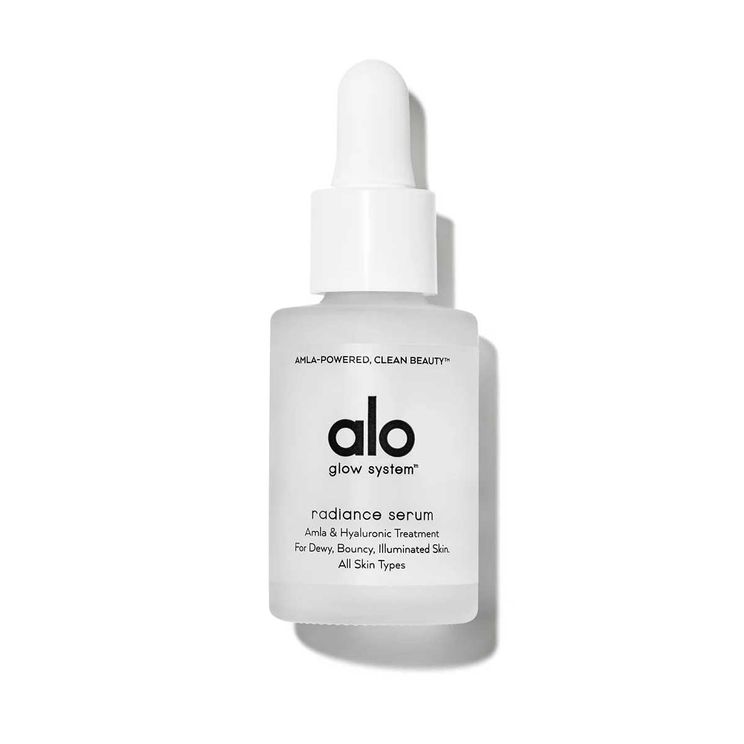 AMLA-POWERED, CLEAN BEAUTY™
alo
glow system™
radiance serum
Amla & Hyaluronic Treatment
For Dewy, Bouncy, Illuminated Skin.
All Skin Types